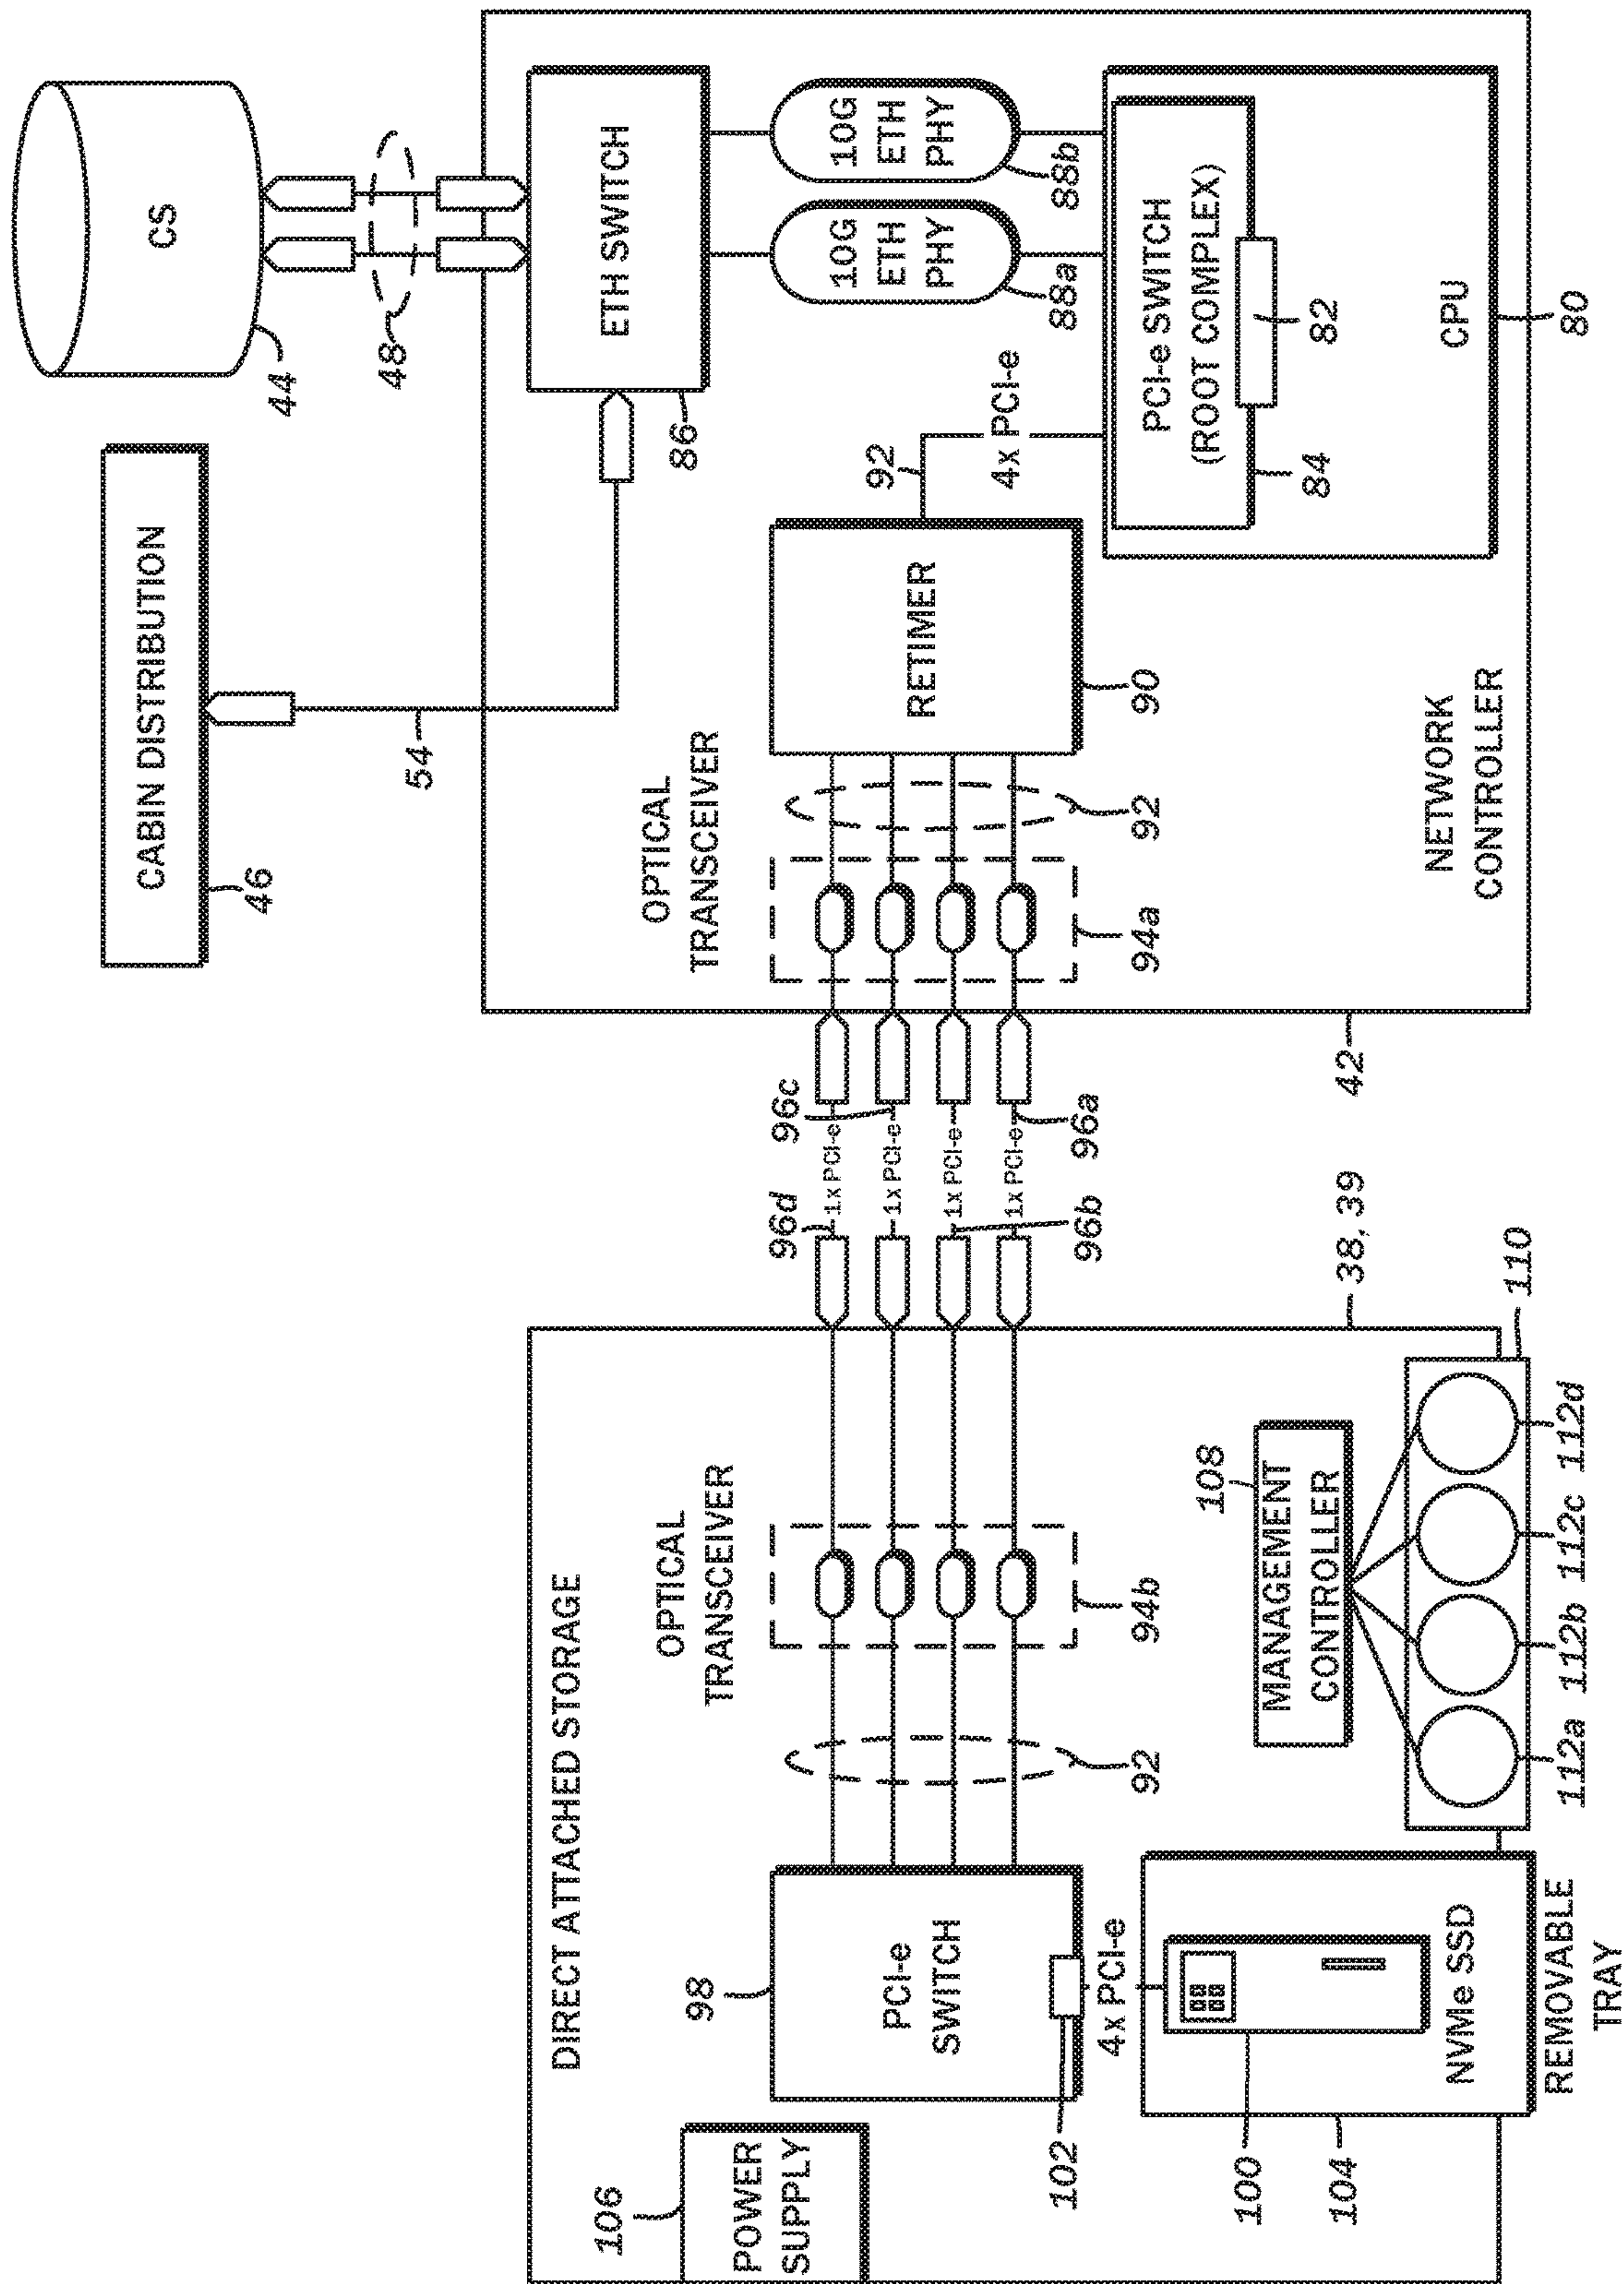 DIRECT ATTACHED STORAGE
106
POWER
SUPPLY
98
PCI-e
SWITCH
102
4x PCI-e
100
104
NVMe SSD
REMOVABLE
TRAY
92
OPTICAL
TRANSCEIVER
94b
108
MANAGEMENT
CONTROLLER
112a
112b
112c
112d
110
38, 39
96d
96c
1x PCI-e
1x PCI-e
1x PCI-e
1x PCI-e
96b
96a
CABIN DISTRIBUTION
46
54
CS
44
48
42
OPTICAL
TRANSCEIVER
94a
92
RETIMER
90
92
4x PCI-e
ETH SWITCH
86
10G
ETH
PHY
88a
10G
ETH
PHY
88b
PCI-e SWITCH
(ROOT COMPLEX)
82
84
CPU
80
NETWORK
CONTROLLER